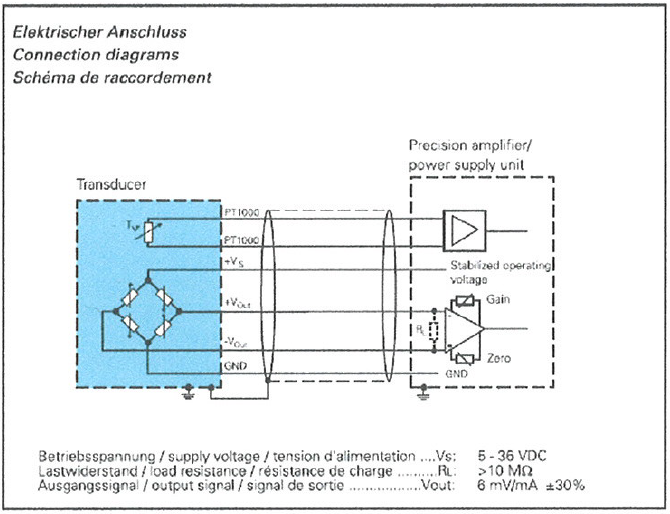 Elektrischer Anschluss
Connection diagrams
Schéma de raccordement
Precision amplifier/
power supply unit
Transducer
PT1000
PT1000
+Vs
Stabilized operating
voltage
+VOut
Gain
RL
-VOut
Zero
GND
GND
Betriebsspannung / supply voltage / tension d'alimentation ....Vs: 5 - 36 VDC
Lastwiderstand / load resistance / résistance de charge ..........RL: >10 MΩ
Ausgangssignal / output signal / signal de sortie ...................Vout: 6 mV/mA ±30%